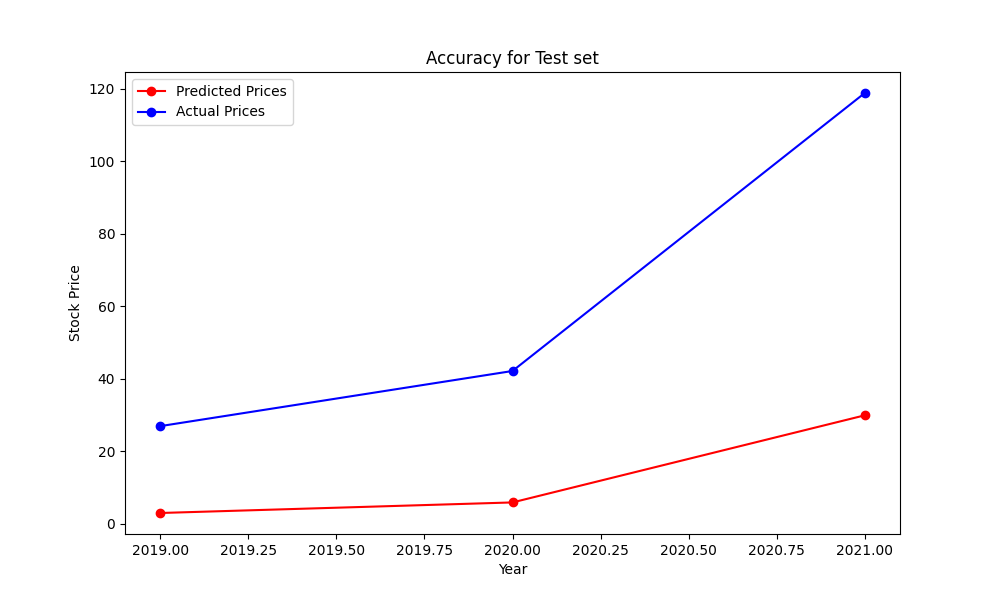 Accuracy for Test set
Predicted Prices
Actual Prices
120
100
80
60
40
20
0
Stock Price
2019.00 2019.25 2019.50 2019.75 2020.00 2020.25 2020.50 2020.75 2021.00
Year